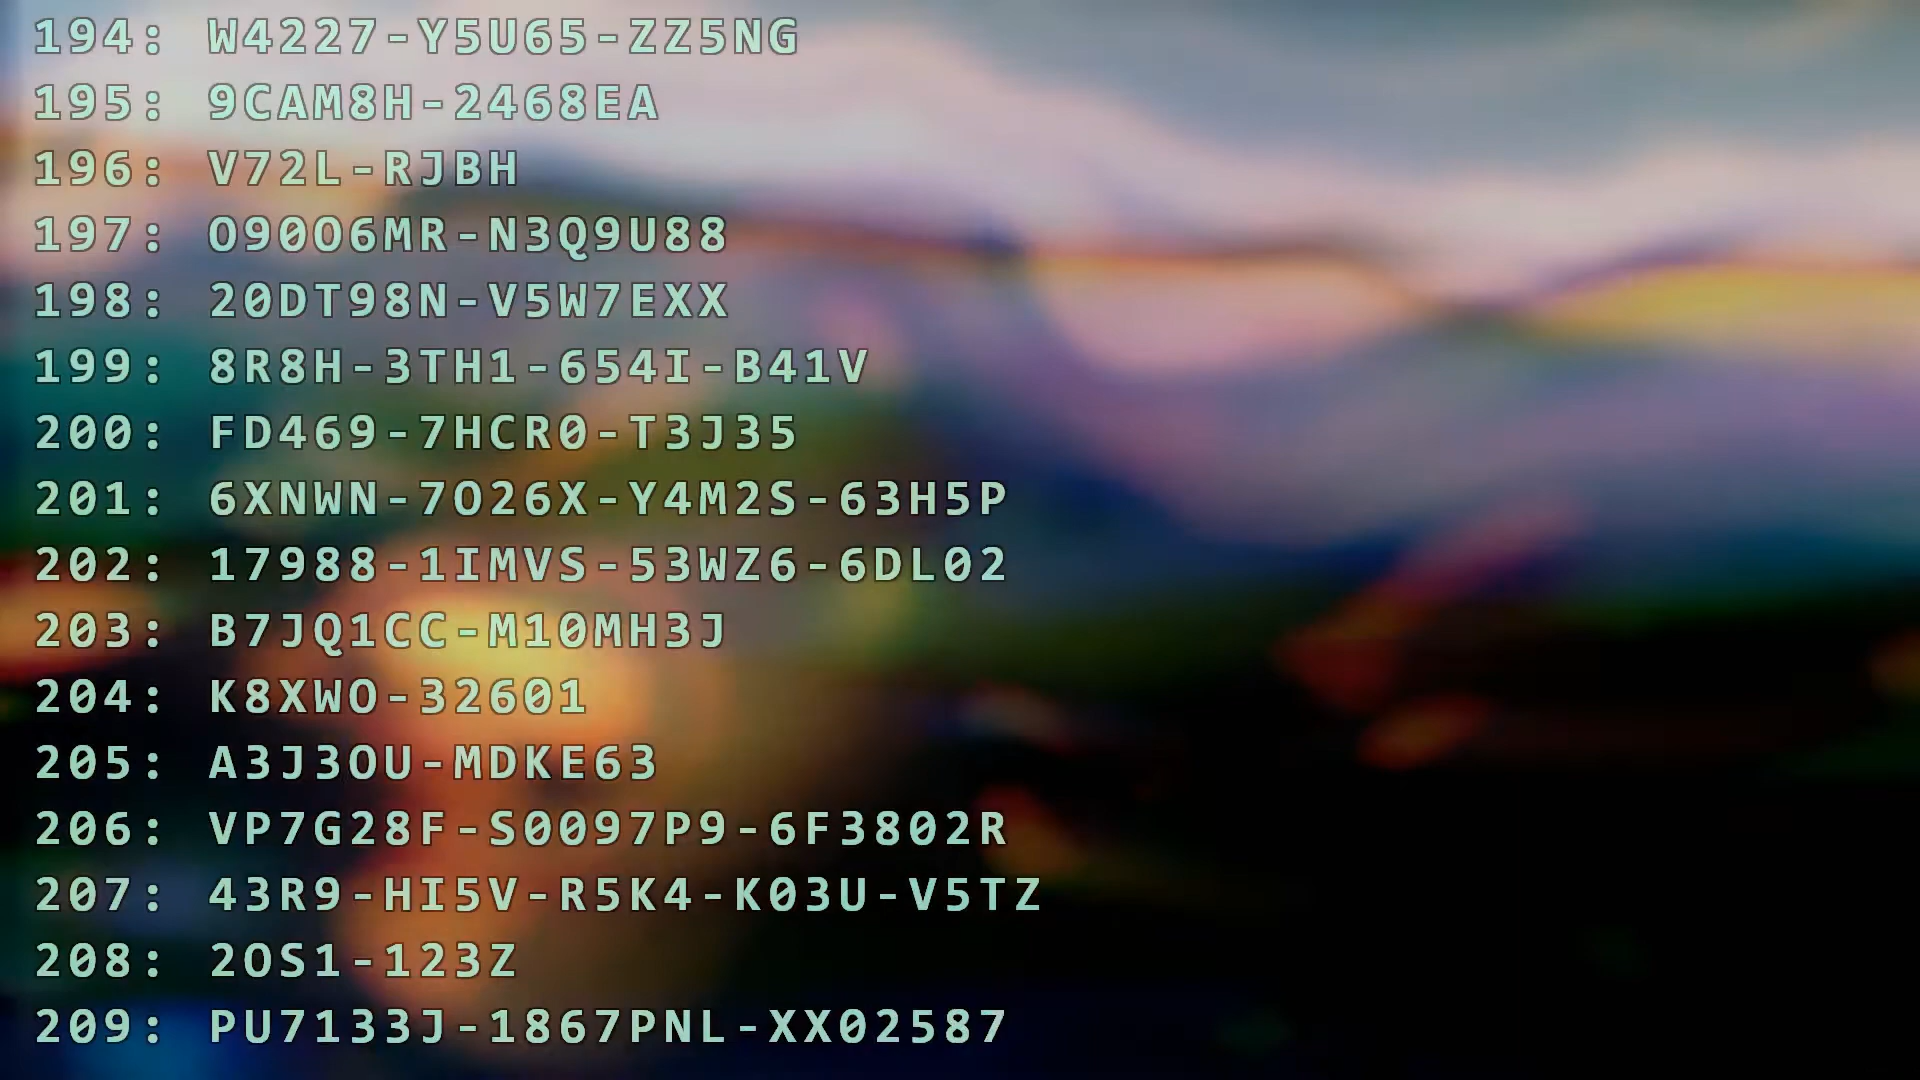 194: W4227-Y5U65-ZZ5NG
195: 9CAM8H-2468EA
196: V72L-RJBH
197: O90O6MR-N3Q9U88
198: 20DT98N-V5W7EXX
199: 8R8H-3TH1-654I-B41V
200: FD469-7HCR0-T3J35
201: 6XNWN-7O26X-Y4M2S-63H5P
202: 17988-1IMVS-53WZ6-6DL02
203: B7JQ1CC-M10MH3J
204: K8XWO-32601
205: A3J3OU-MDKE63
206: VP7G28F-S0097P9-6F3802R
207: 43R9-HI5V-R5K4-K03U-V5TZ
208: 2OS1-123Z
209: PU7133J-1867PNL-XX02587